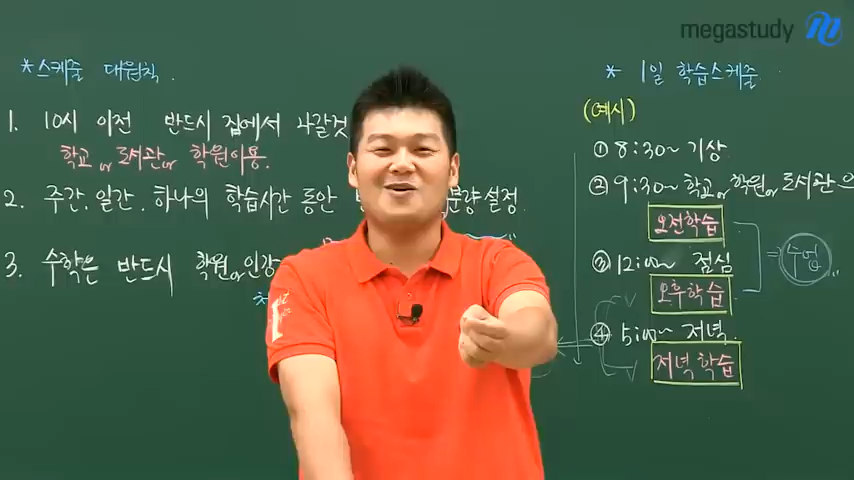 megastudy
*스케줄 대원칙.
1. 10시 이전 반드시 집에서 나갈것
학교 or 도서관 or 학원이용.
2. 주간, 일간, 하나의 학습시간 동안 분량 설정.
3. 수학은 반드시 학원 or 인강
* 1일 학습스케줄
(예시)
① 8:30~ 기상
② 9:30~ 학교 or 학원 or 도서관 으
오전학습
③ 12:00~ 점심
오후학습
④ 5:00~ 저녁.
저녁학습